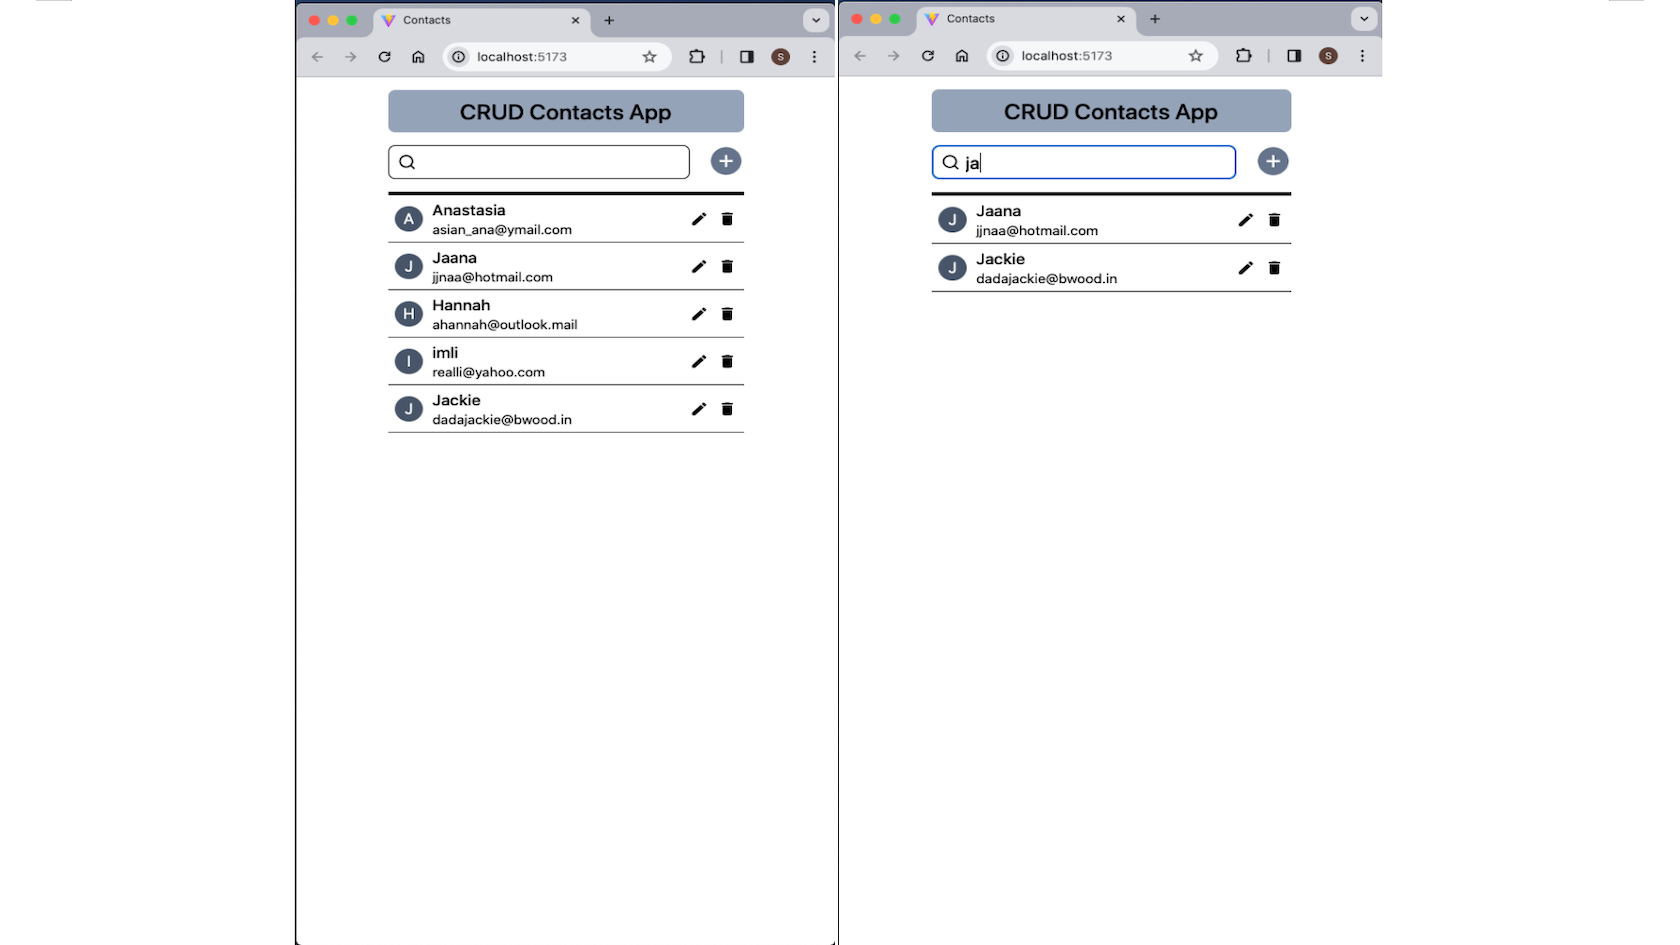 Contacts
localhost:5173
S
CRUD Contacts App
A
Anastasia
asian_ana@ymail.com
J
Jaana
jjnaa@hotmail.com
H
Hannah
ahannah@outlook.mail
I
imli
realli@yahoo.com
J
Jackie
dadajackie@bwood.in
Contacts
localhost:5173
S
CRUD Contacts App
ja
J
Jaana
jjnaa@hotmail.com
J
Jackie
dadajackie@bwood.in